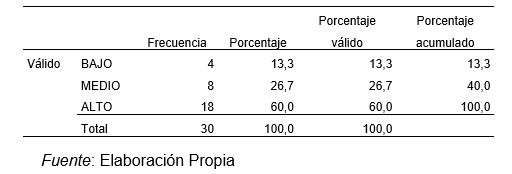 Frecuencia Porcentaje Porcentaje válido Porcentaje acumulado
Válido BAJO 4 13,3 13,3 13,3
MEDIO 8 26,7 26,7 40,0
ALTO 18 60,0 60,0 100,0
Total 30 100,0 100,0
Fuente: Elaboración Propia